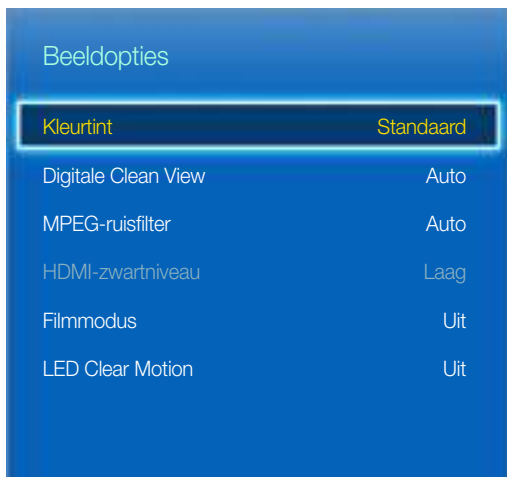 Beeldopties
Kleurtint Standaard
Digitale Clean View Auto
MPEG-ruisfilter Auto
HDMI-zwartniveau Laag
Filmmodus Uit
LED Clear Motion Uit